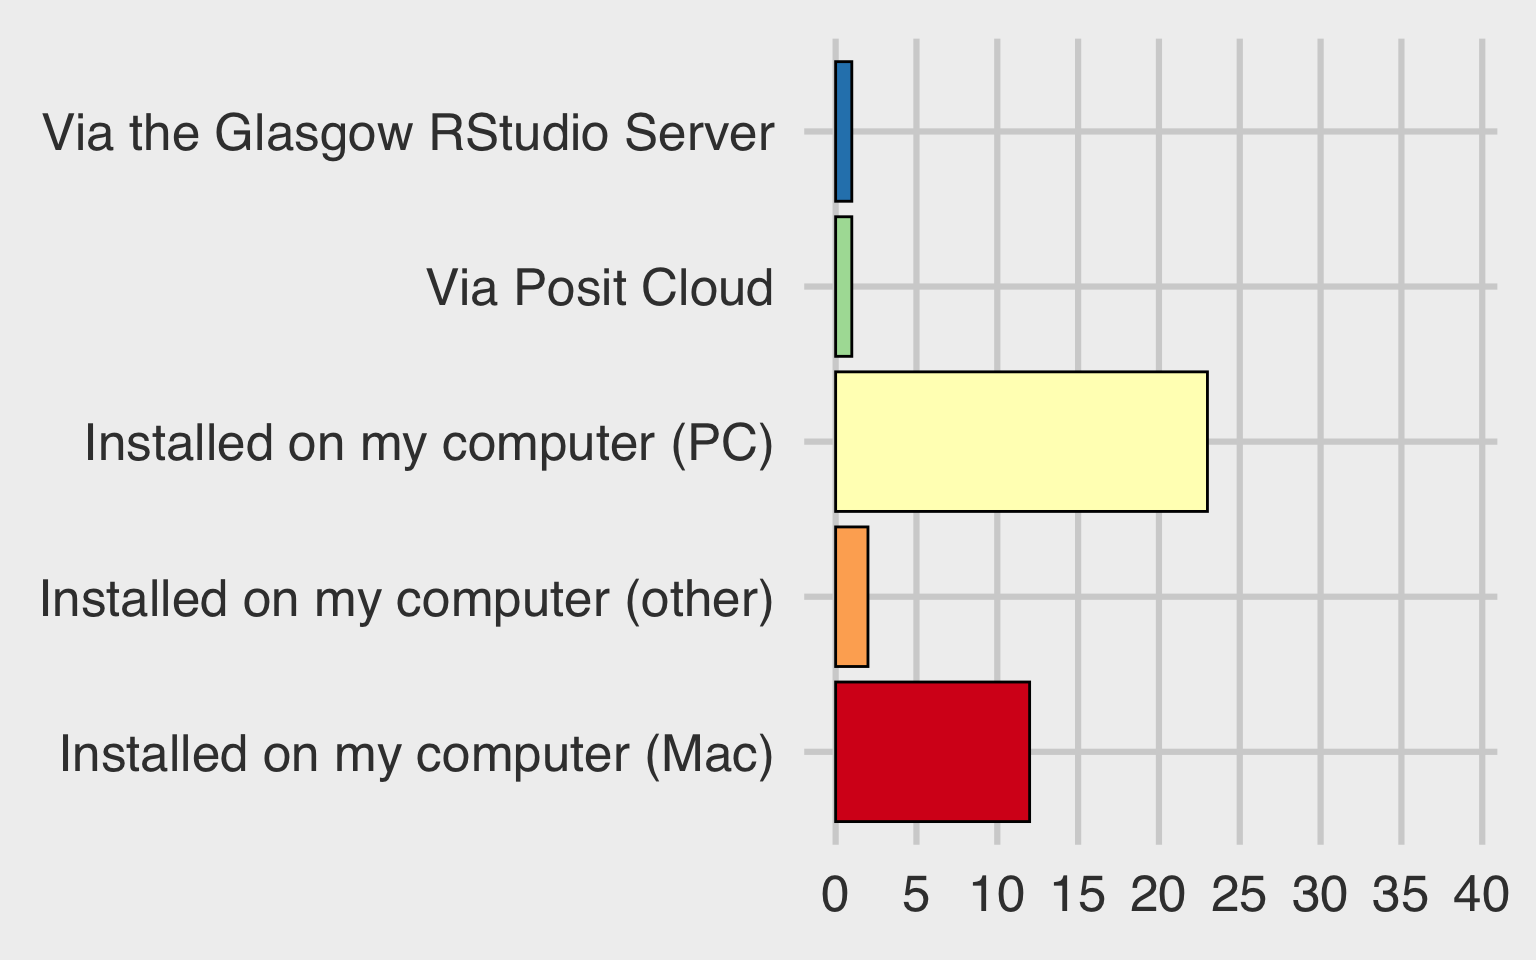 Via the Glasgow RStudio Server
Via Posit Cloud
Installed on my computer (PC)
Installed on my computer (other)
Installed on my computer (Mac)
0 5 10 15 20 25 30 35 40